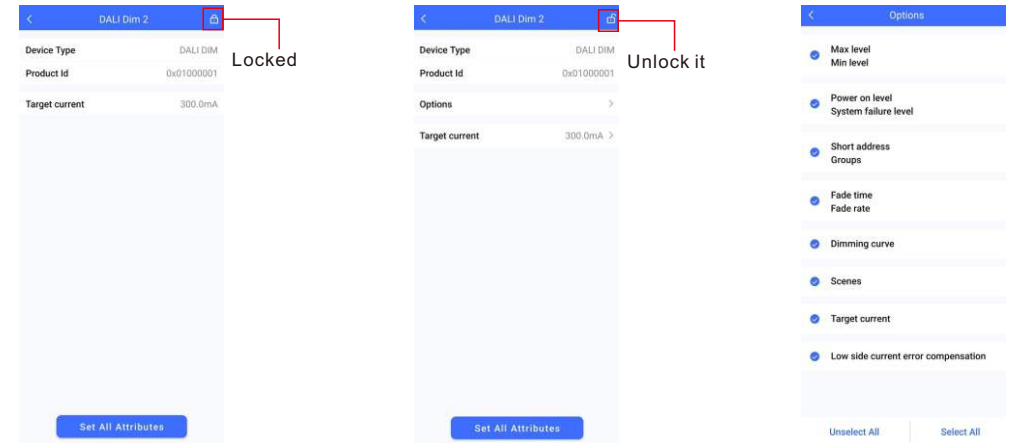 DALI Dim 2
Device Type DALI DIM
Product Id 0x01000001
Target current 300.0mA
Set All Attributes
Locked
DALI Dim 2
Device Type DALI DIM
Product Id 0x01000001
Options
Target current 300.0mA
Set All Attributes
Unlock it
Options
Max level
Min level
Power on level
System failure level
Short address
Groups
Fade time
Fade rate
Dimming curve
Scenes
Target current
Low side current error compensation
Unselect All Select All